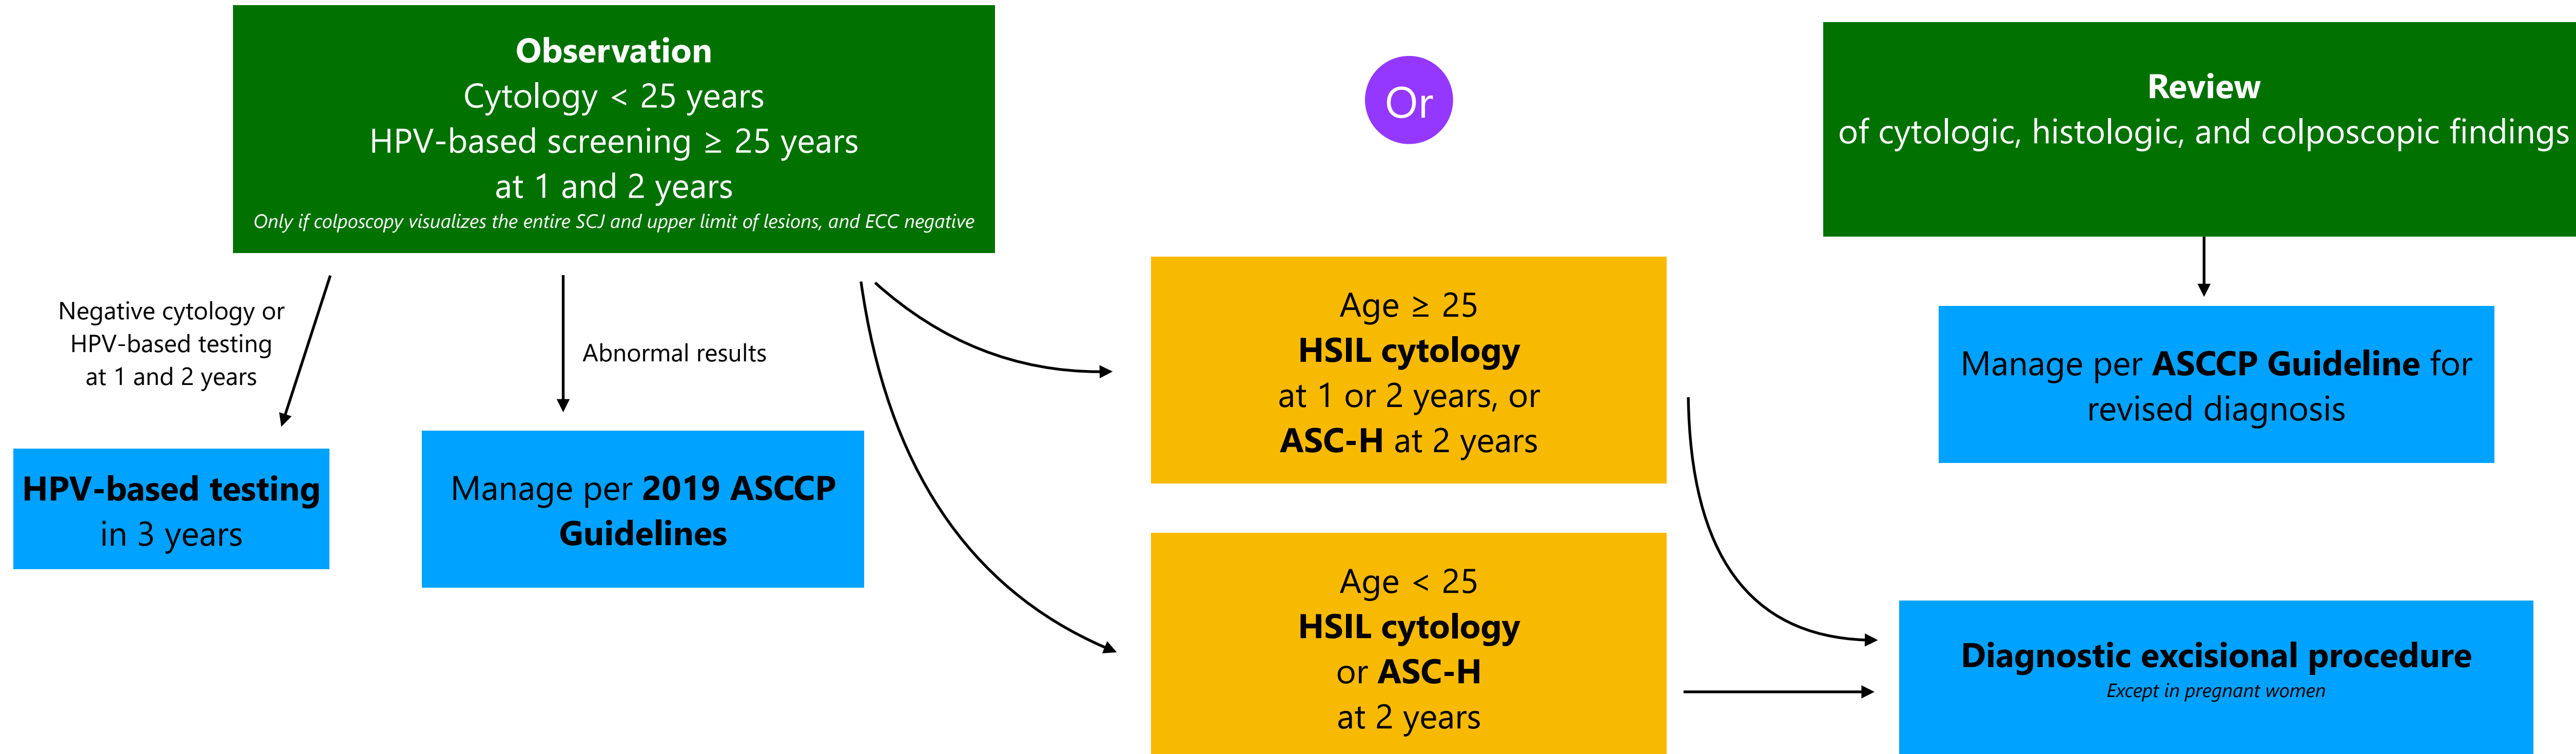 Observation
Cytology < 25 years
HPV-based screening ≥ 25 years
at 1 and 2 years
Only if colposcopy visualizes the entire SCJ and upper limit of lesions, and ECC negative
Or
Review
of cytologic, histologic, and colposcopic findings
Negative cytology or
HPV-based testing
at 1 and 2 years
Abnormal results
HPV-based testing
in 3 years
Manage per 2019 ASCCP
Guidelines
Age ≥ 25
HSIL cytology
at 1 or 2 years, or
ASC-H at 2 years
Age < 25
HSIL cytology
or ASC-H
at 2 years
Manage per ASCCP Guideline for
revised diagnosis
Diagnostic excisional procedure
Except in pregnant women